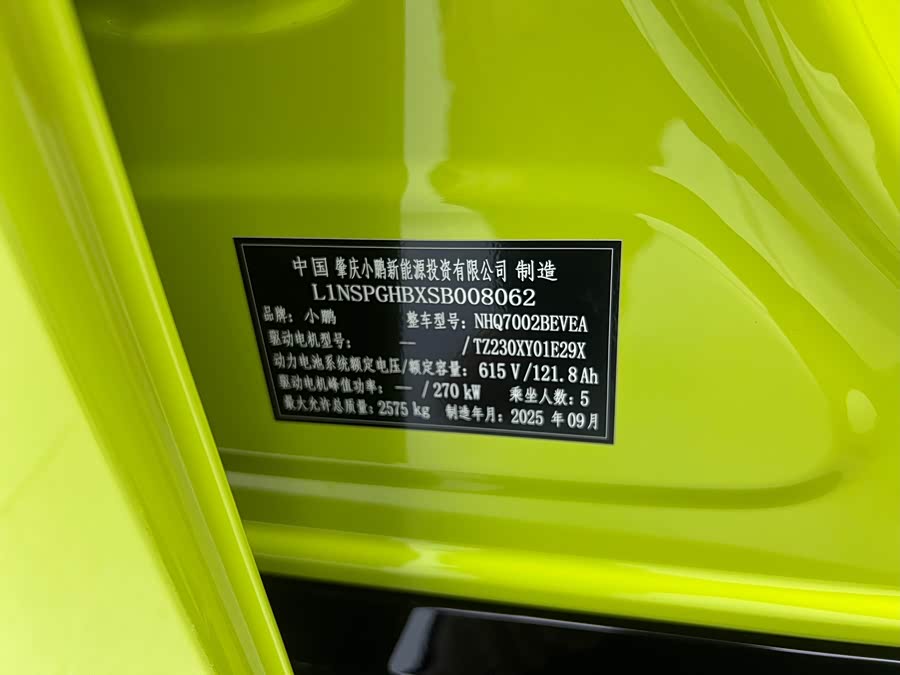 中国 肇庆小鹏新能源投资有限公司 制造
L1NSPGHBXSB008062
品牌: 小鹏 整车型号: NHQ7002BEVEA
驱动电机型号: —— /TZ230XY01E29X
动力电池系统额定电压/额定容量: 615 V/121.8Ah
驱动电机峰值功率: —— /270 kW 乘坐人数: 5
最大允许总质量: 2575 kg 制造年月: 2025 年09月